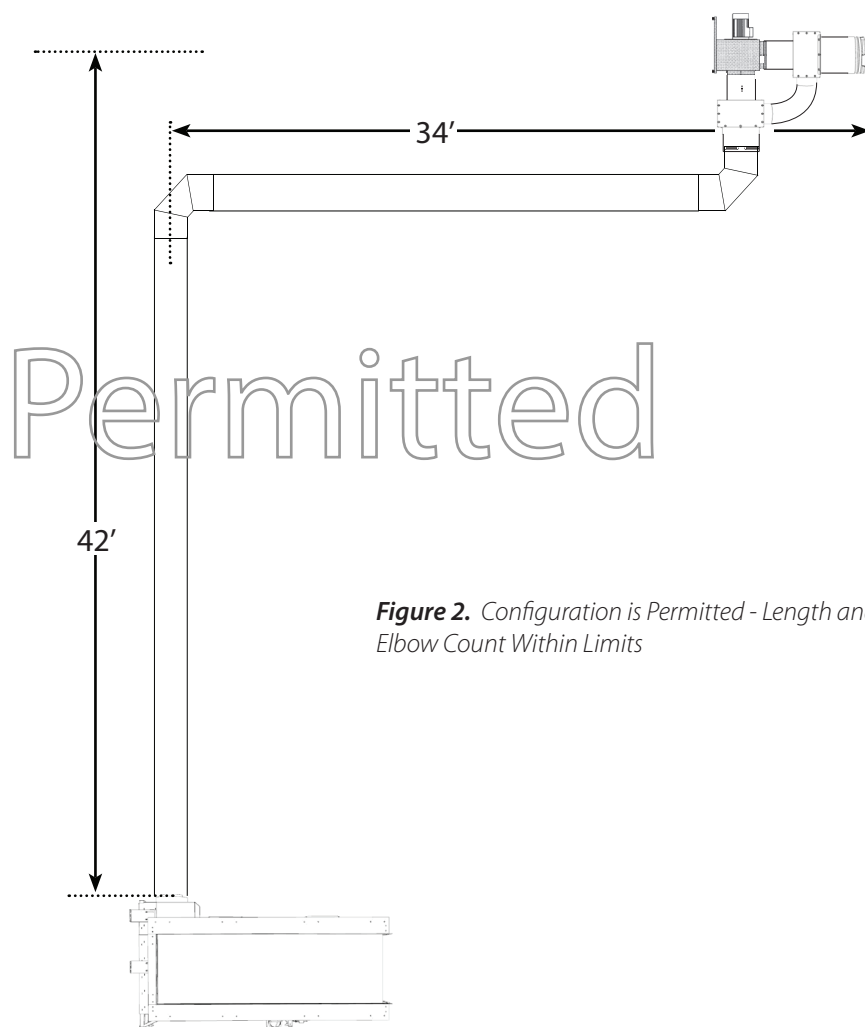 34’
Permitted
42’
Figure 2. Configuration is Permitted - Length an
Elbow Count Within Limits